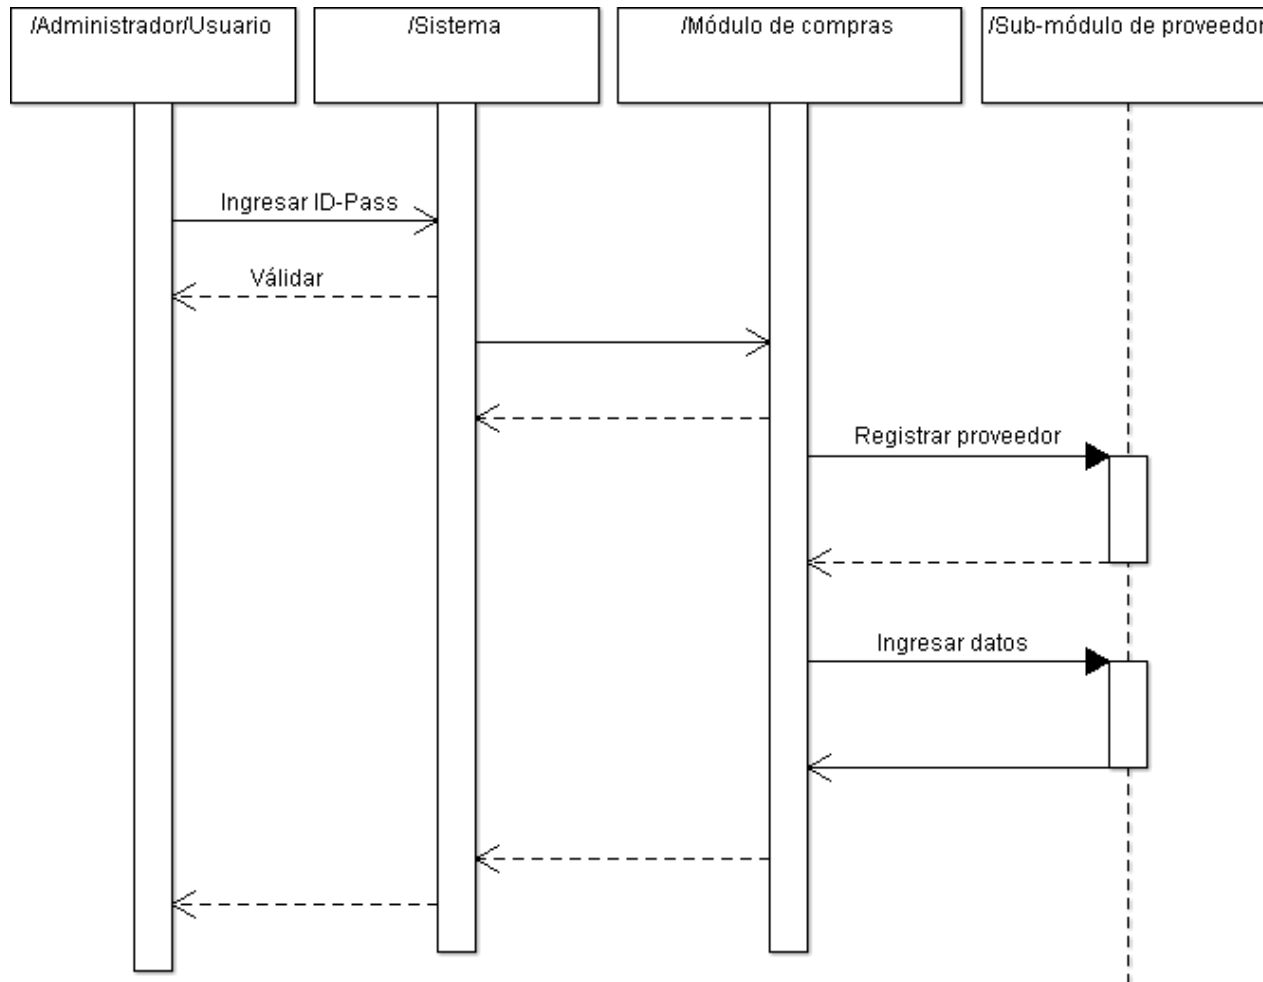 /Administrador/Usuario
/Sistema
/Módulo de compras
/Sub-módulo de proveedor
Ingresar ID-Pass
Válidar
Registrar proveedor
Ingresar datos